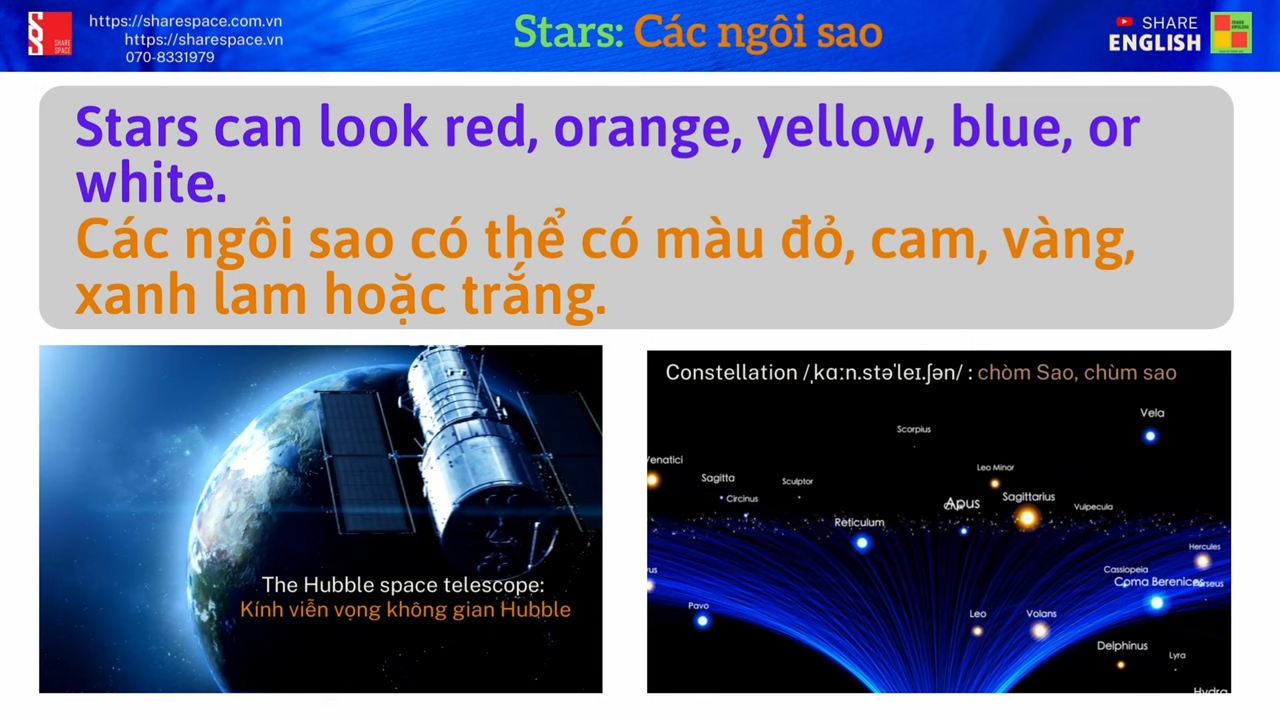 https://sharespace.com.vn
https://sharespace.vn
070-8331979
SHARE
SPACE
Stars: Các ngôi sao
SHARE
ENGLISH
Stars can look red, orange, yellow, blue, or
white.
Các ngôi sao có thể có màu đỏ, cam, vàng,
xanh lam hoặc trắng.
The Hubble space telescope:
Kính viễn vọng không gian Hubble
Constellation /ˌkɑːn.stəˈleɪ.ʃən/ : chòm Sao, chùm sao
Vela
Scorpius
Venatici
Leo Minor
Sagitta
Sculptor
Circinus
Apus
Sagittarius
Vulpecula
Reticulum
Hercules
Cassiopeia
Coma Berenices
Perseus
Pavo
Leo
Volans
Delphinus
Lyra
Hydra